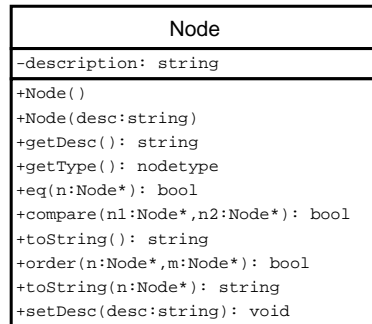 Node
-description: string
+Node()
+Node(desc:string)
+getDesc(): string
+getType(): nodetype
+eq(n:Node*): bool
+compare(n1:Node*,n2:Node*): bool
+toString(): string
+order(n:Node*,m:Node*): bool
+toString(n:Node*): string
+setDesc(desc:string): void